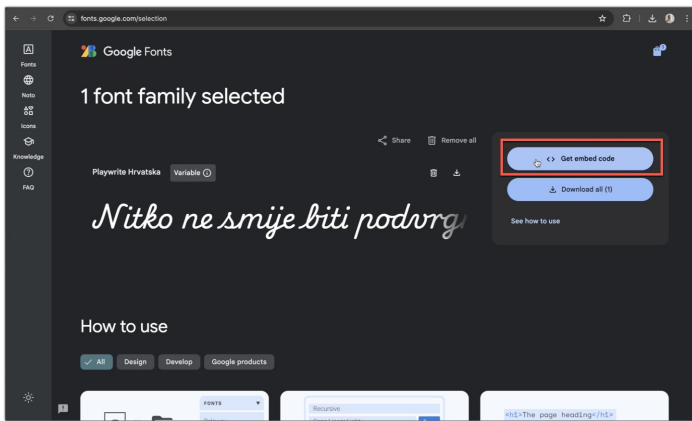 fonts.google.com/selection
Google Fonts
Fonts
Noto
Icons
Knowledge
FAQ
1 font family selected
Share
Remove all
Get embed code
Playwrite Hrvatska
Variable
Download all (1)
Nitko ne smije biti podvrg
See how to use
How to use
All
Design
Develop
Google products
FONTS
Recursive
<h1>The page heading</h1>